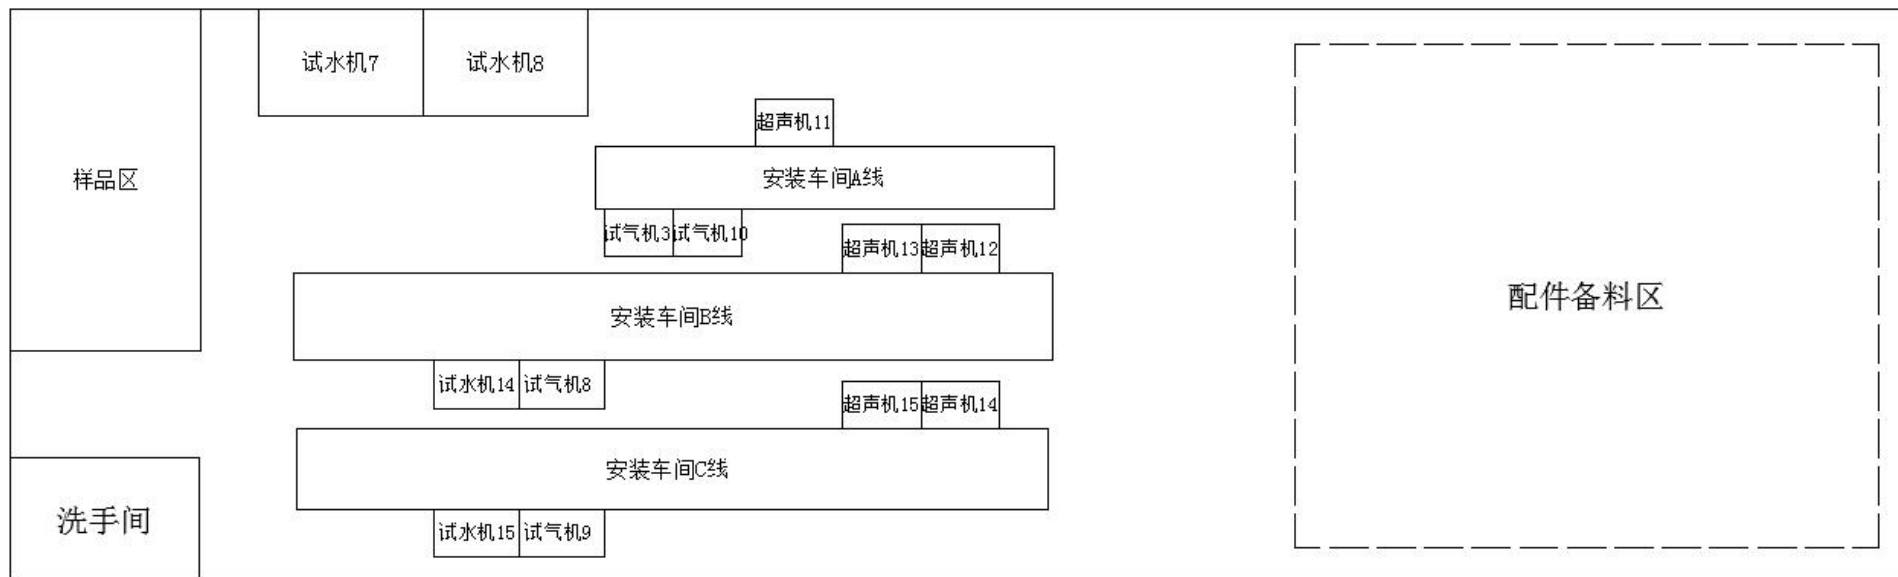 试水机7
试水机8
超声机11
样品区
安装车间A线
试气机3
试气机10
超声机13
超声机12
配件备料区
安装车间B线
试水机14
试气机8
超声机15
超声机14
安装车间C线
洗手间
试水机15
试气机9